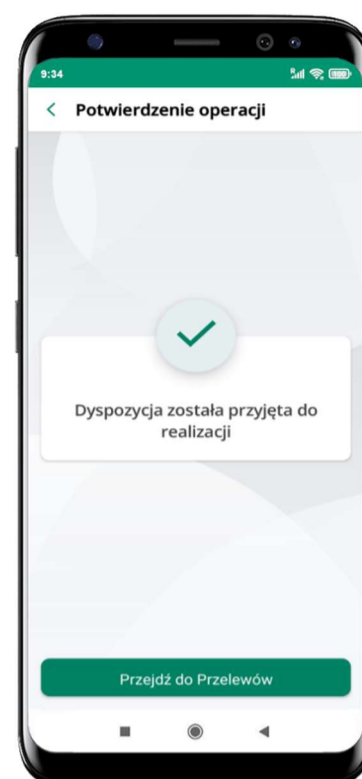 9:34
Potwierdzenie operacji
Dyspozycja została przyjęta do
realizacji
Przejdź do Przelewów